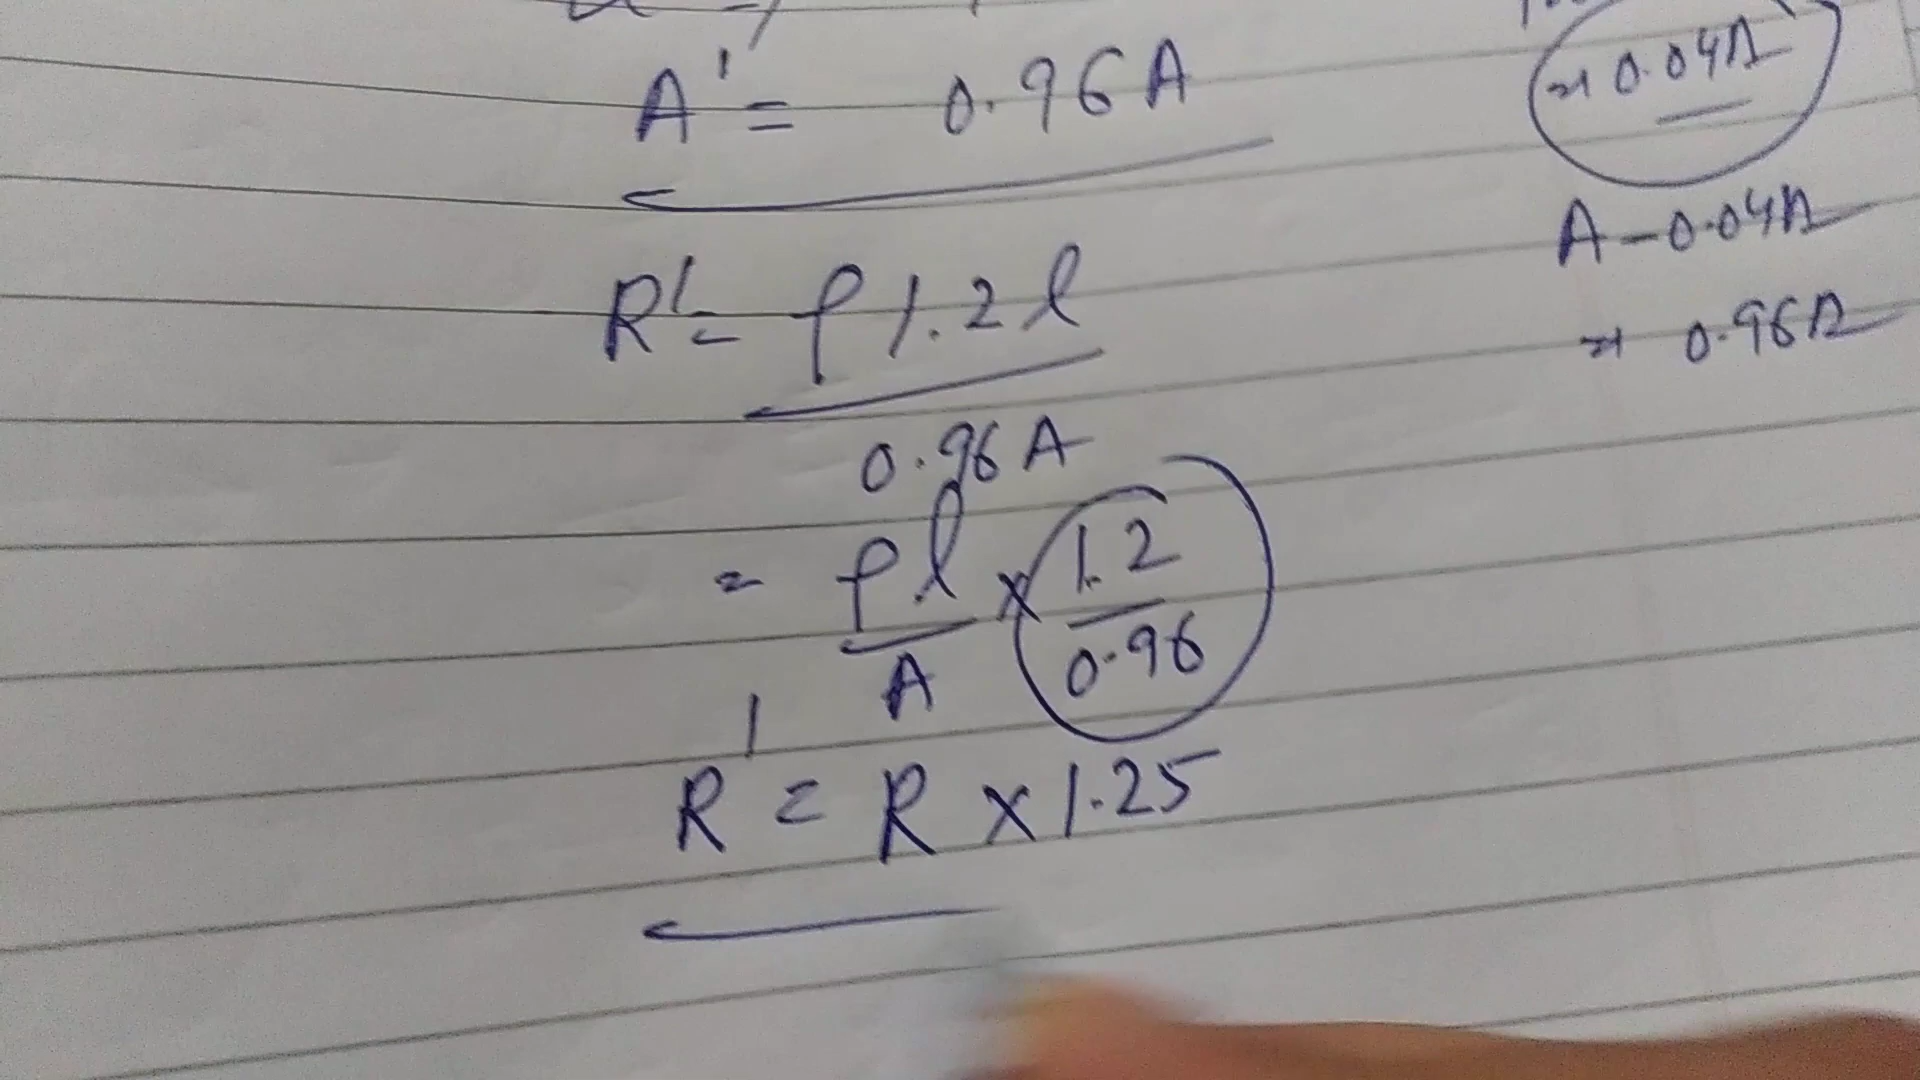 A' = 0.96A
R' = ρ1.2l
0.96A
= ρl/A × 1.2/0.96
R' = R × 1.25
⇒ 0.04A
A - 0.04A
⇒ 0.96A